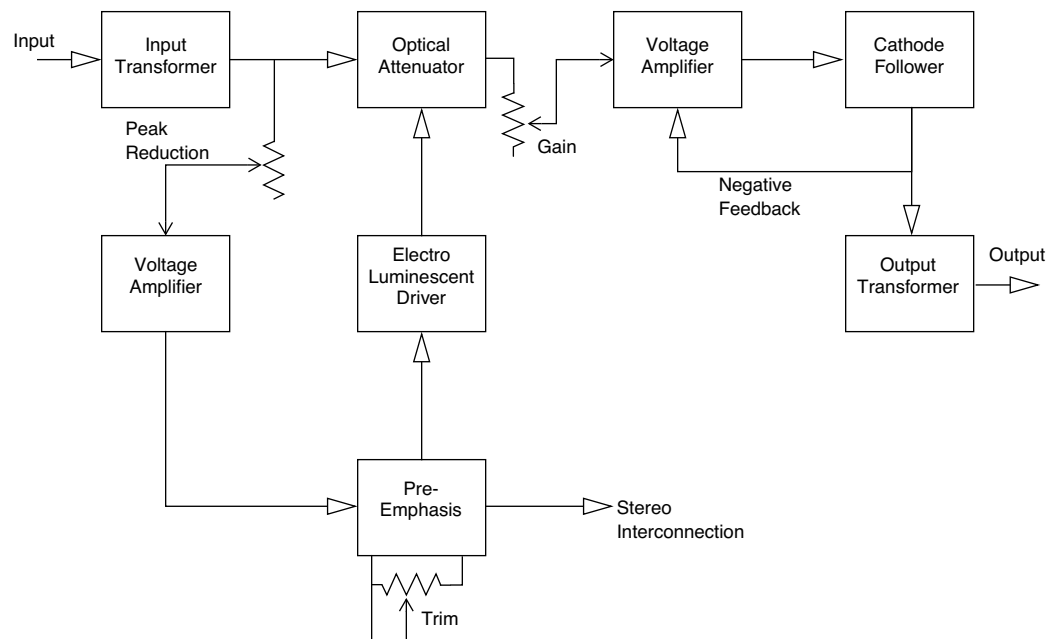 Input
Input
Transformer
Optical
Attenuator
Voltage
Amplifier
Cathode
Follower
Peak
Reduction
Gain
Negative
Feedback
Voltage
Amplifier
Electro
Luminescent
Driver
Output
Transformer
Output
Pre-
Emphasis
Stereo
Interconnection
Trim